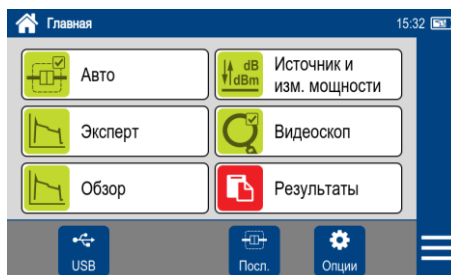 Главная 15:32
Авто
dB
dBm
Источник и
изм. мощности
Эксперт
Видеоскоп
Обзор
Результаты
USB
Посл.
Опции